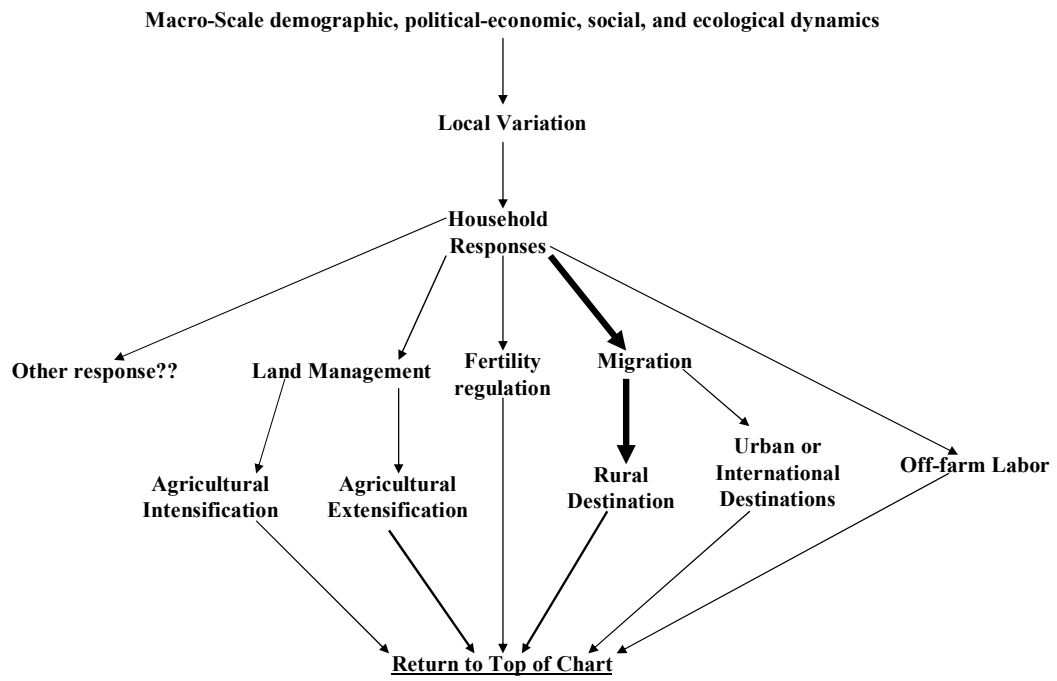 Macro-Scale demographic, political-economic, social, and ecological dynamics
Local Variation
Household
Responses
Other response??
Land Management
Fertility
regulation
Migration
Agricultural
Intensification
Agricultural
Extensification
Rural
Destination
Urban or
International
Destinations
Off-farm Labor
Return to Top of Chart